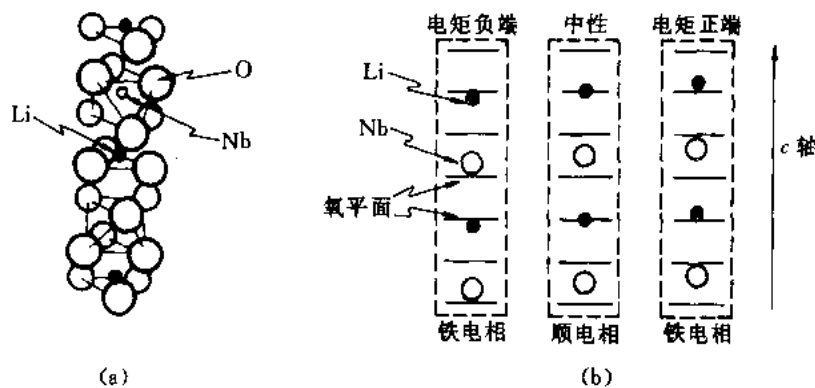 O
Li
Nb
(a)
电矩负端 中性 电矩正端
Li
Nb
氧平面
c 轴
铁电相 顺电相 铁电相
(b)